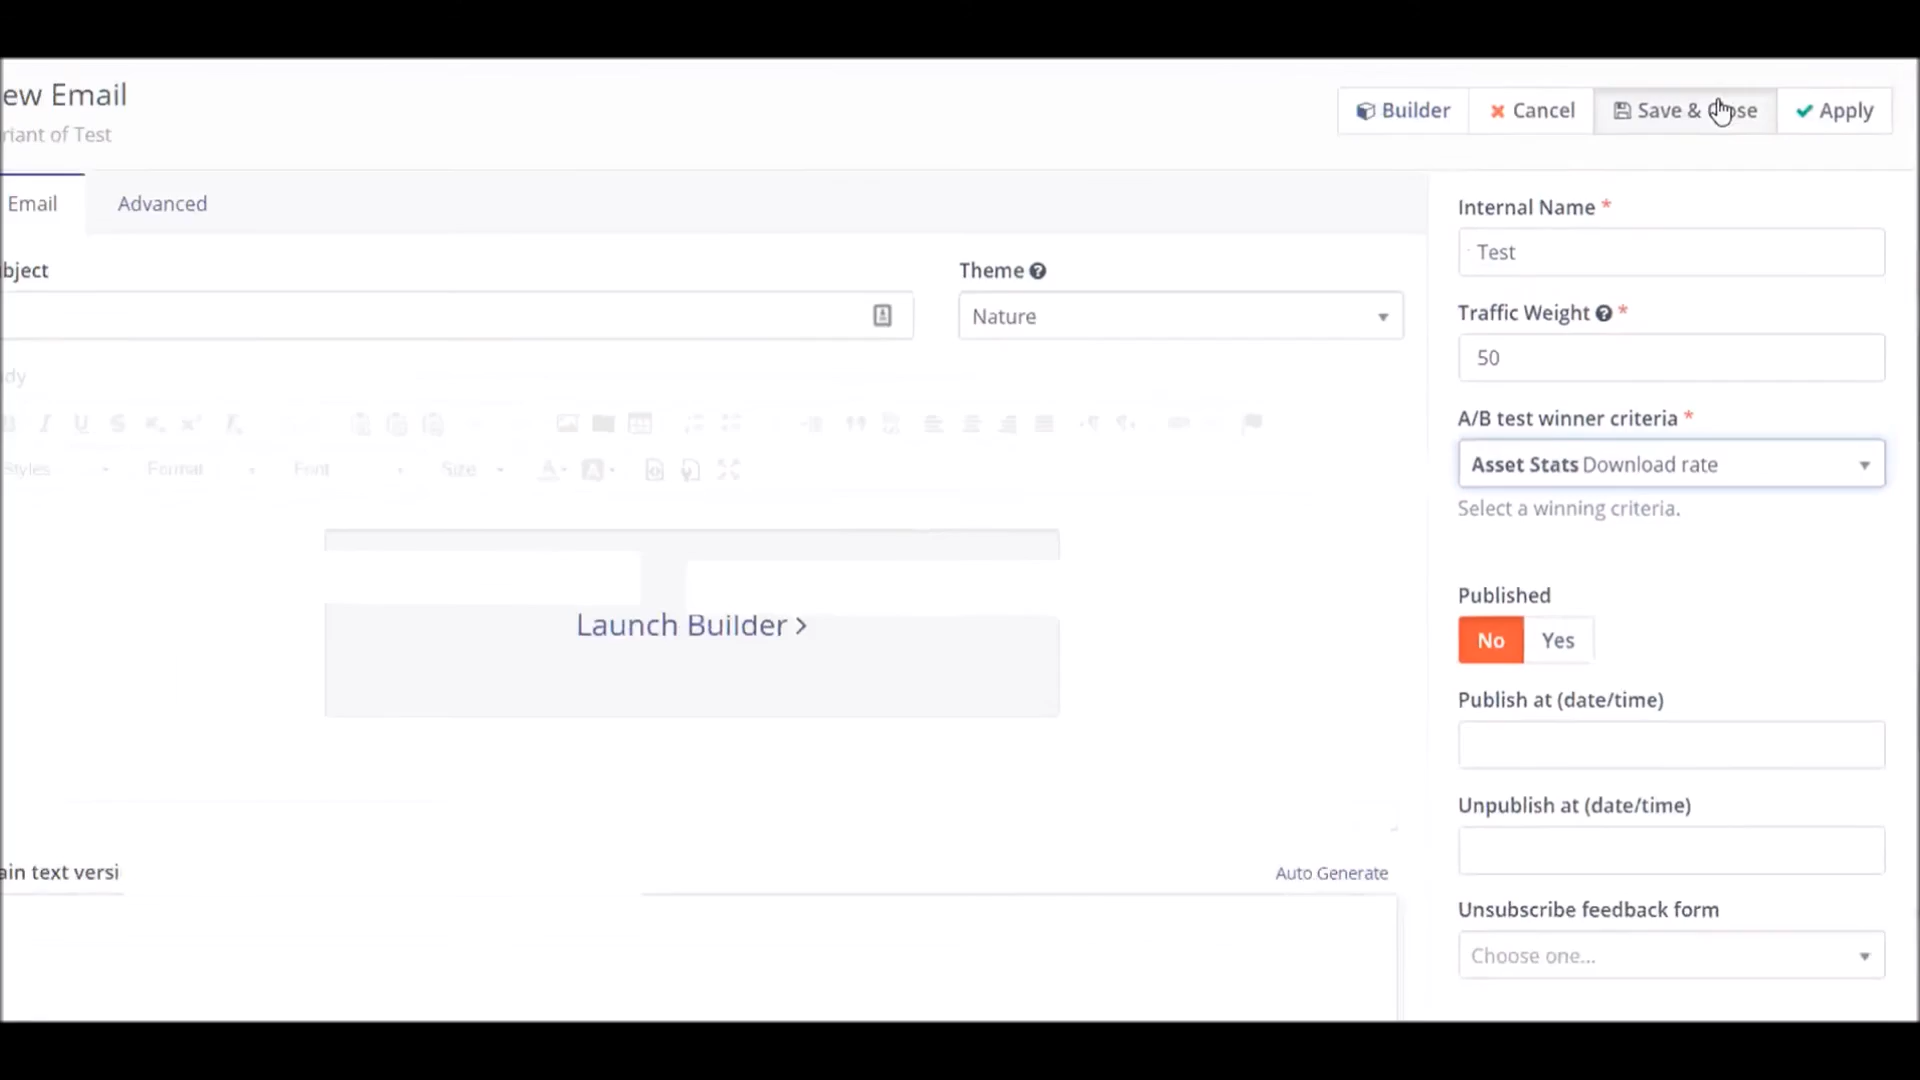 ew Email
riant of Test
Builder
Cancel
Save &
Apply
Email
Advanced
bject
Theme
Nature
dy
Styles
Format
Font
Size
Launch Builder >
ain text versi
Auto Generate
Internal Name *
Test
Traffic Weight *
50
A/B test winner criteria *
Asset Stats Download rate
Select a winning criteria.
Published
No Yes
Publish at (date/time)
Unpublish at (date/time)
Unsubscribe feedback form
Choose one...